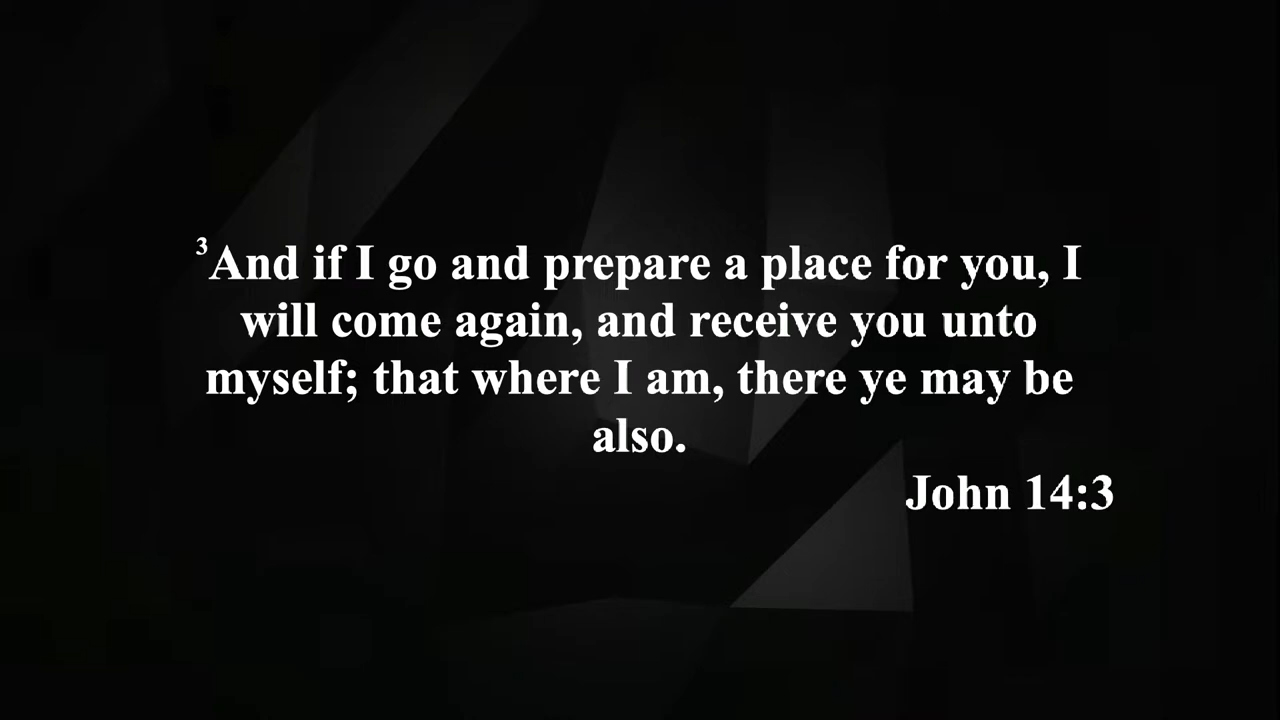 ³And if I go and prepare a place for you, I
will come again, and receive you unto
myself; that where I am, there ye may be
also.
John 14:3